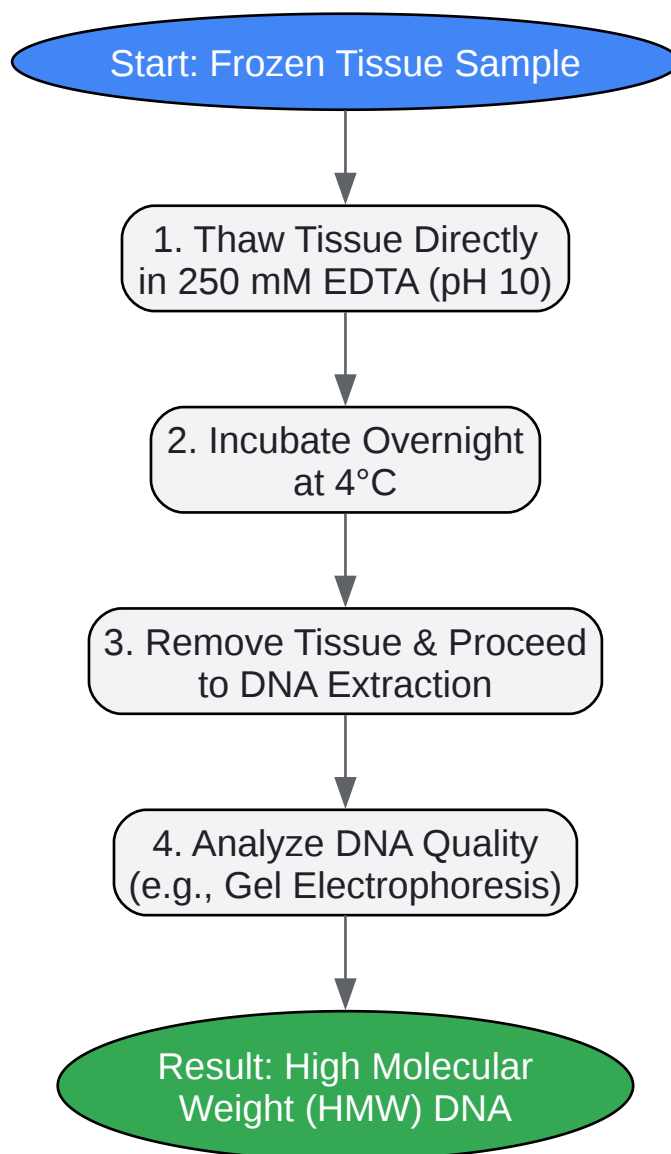 Start: Frozen Tissue Sample
1. Thaw Tissue Directly
in 250 mM EDTA (pH 10)
2. Incubate Overnight
at 4°C
3. Remove Tissue & Proceed
to DNA Extraction
4. Analyze DNA Quality
(e.g., Gel Electrophoresis)
Result: High Molecular
Weight (HMW) DNA